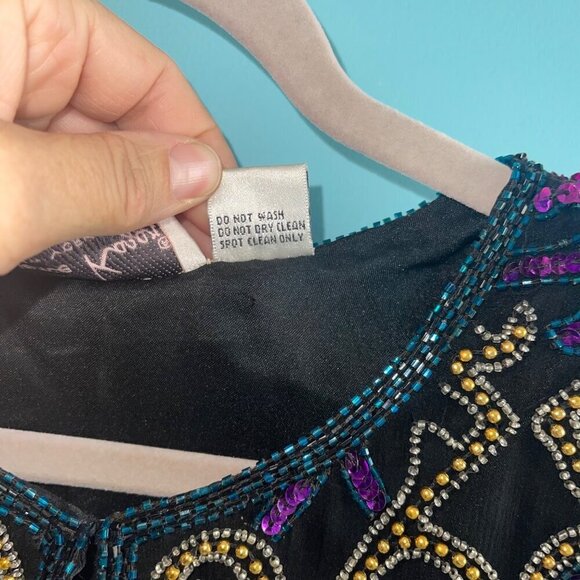 DO NOT WASH
DO NOT DRY CLEAN
SPOT CLEAN ONLY